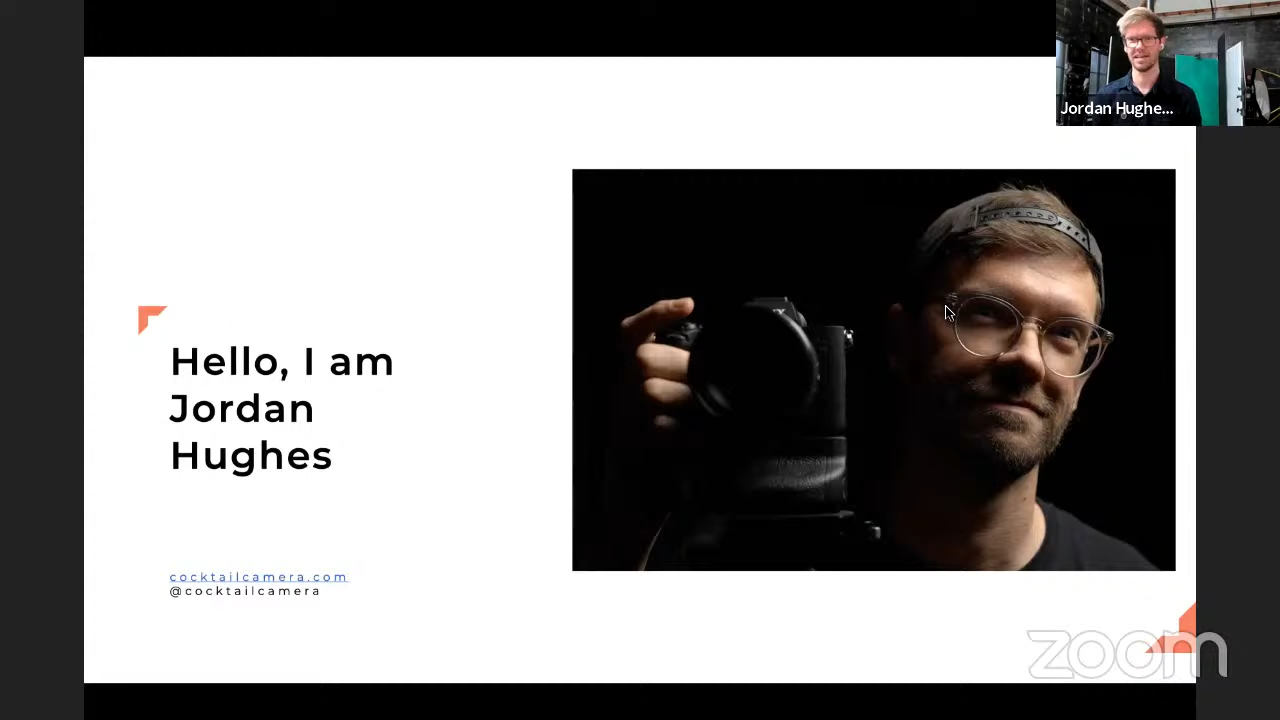 Jordan Hughe...
Hello, I am
Jordan
Hughes
cocktailcamera.com
@cocktailcamera
zoom